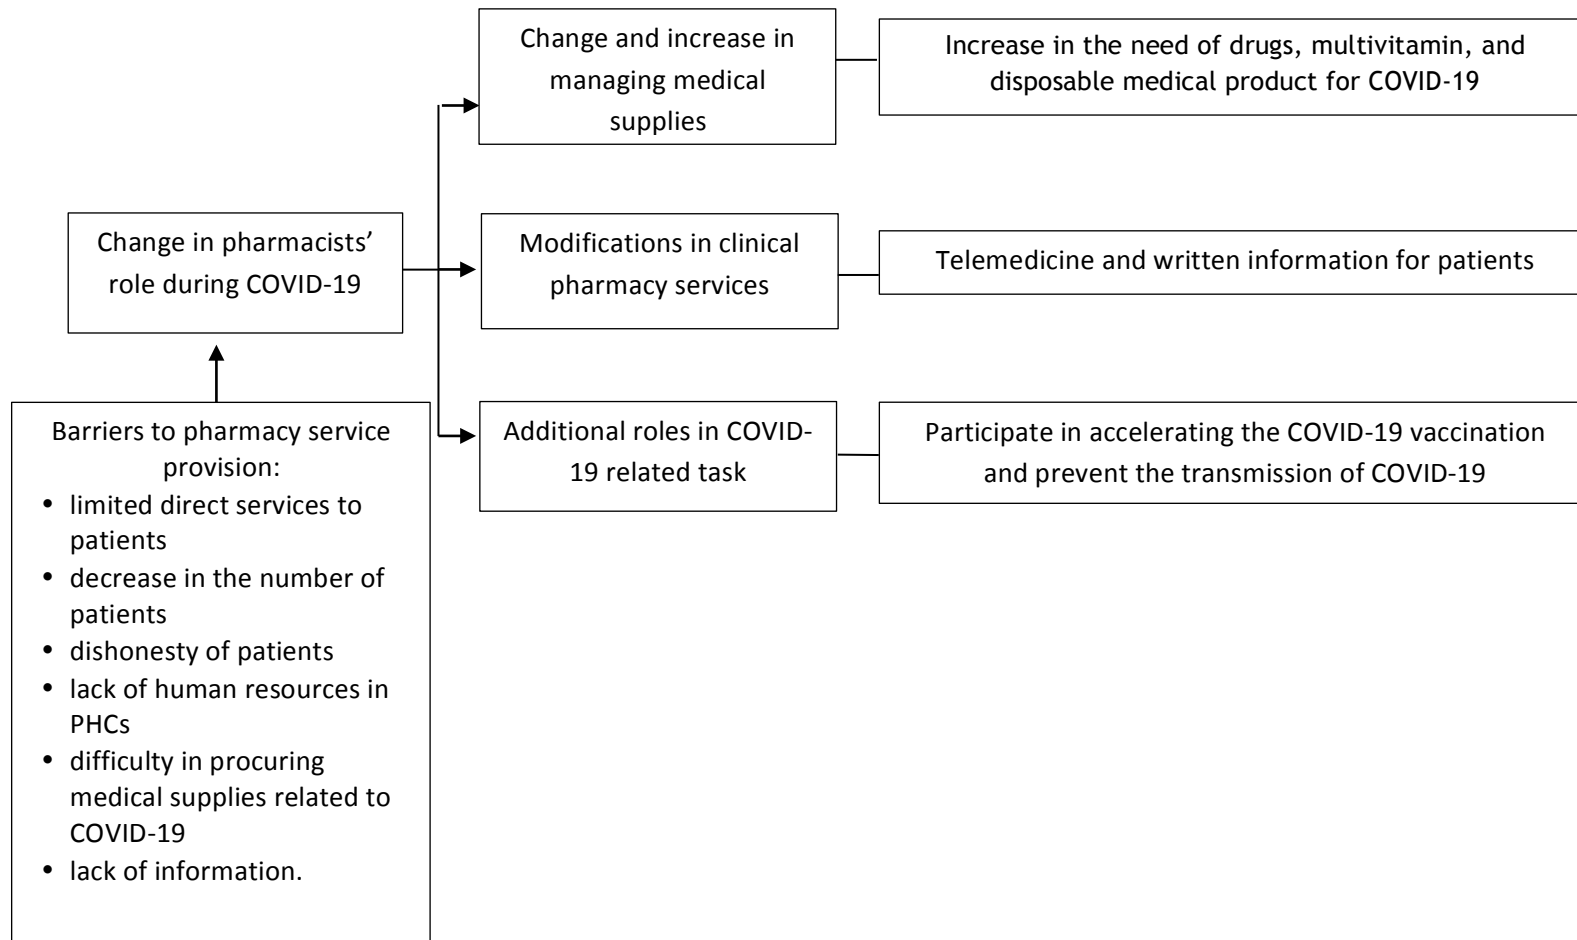 Change and increase in
managing medical
supplies
Increase in the need of drugs, multivitamin, and
disposable medical product for COVID-19
Change in pharmacists’
role during COVID-19
Modifications in clinical
pharmacy services
Telemedicine and written information for patients
Additional roles in COVID-
19 related task
Participate in accelerating the COVID-19 vaccination
and prevent the transmission of COVID-19
Barriers to pharmacy service
provision:
• limited direct services to
patients
• decrease in the number of
patients
• dishonesty of patients
• lack of human resources in
PHCs
• difficulty in procuring
medical supplies related to
COVID-19
• lack of information.